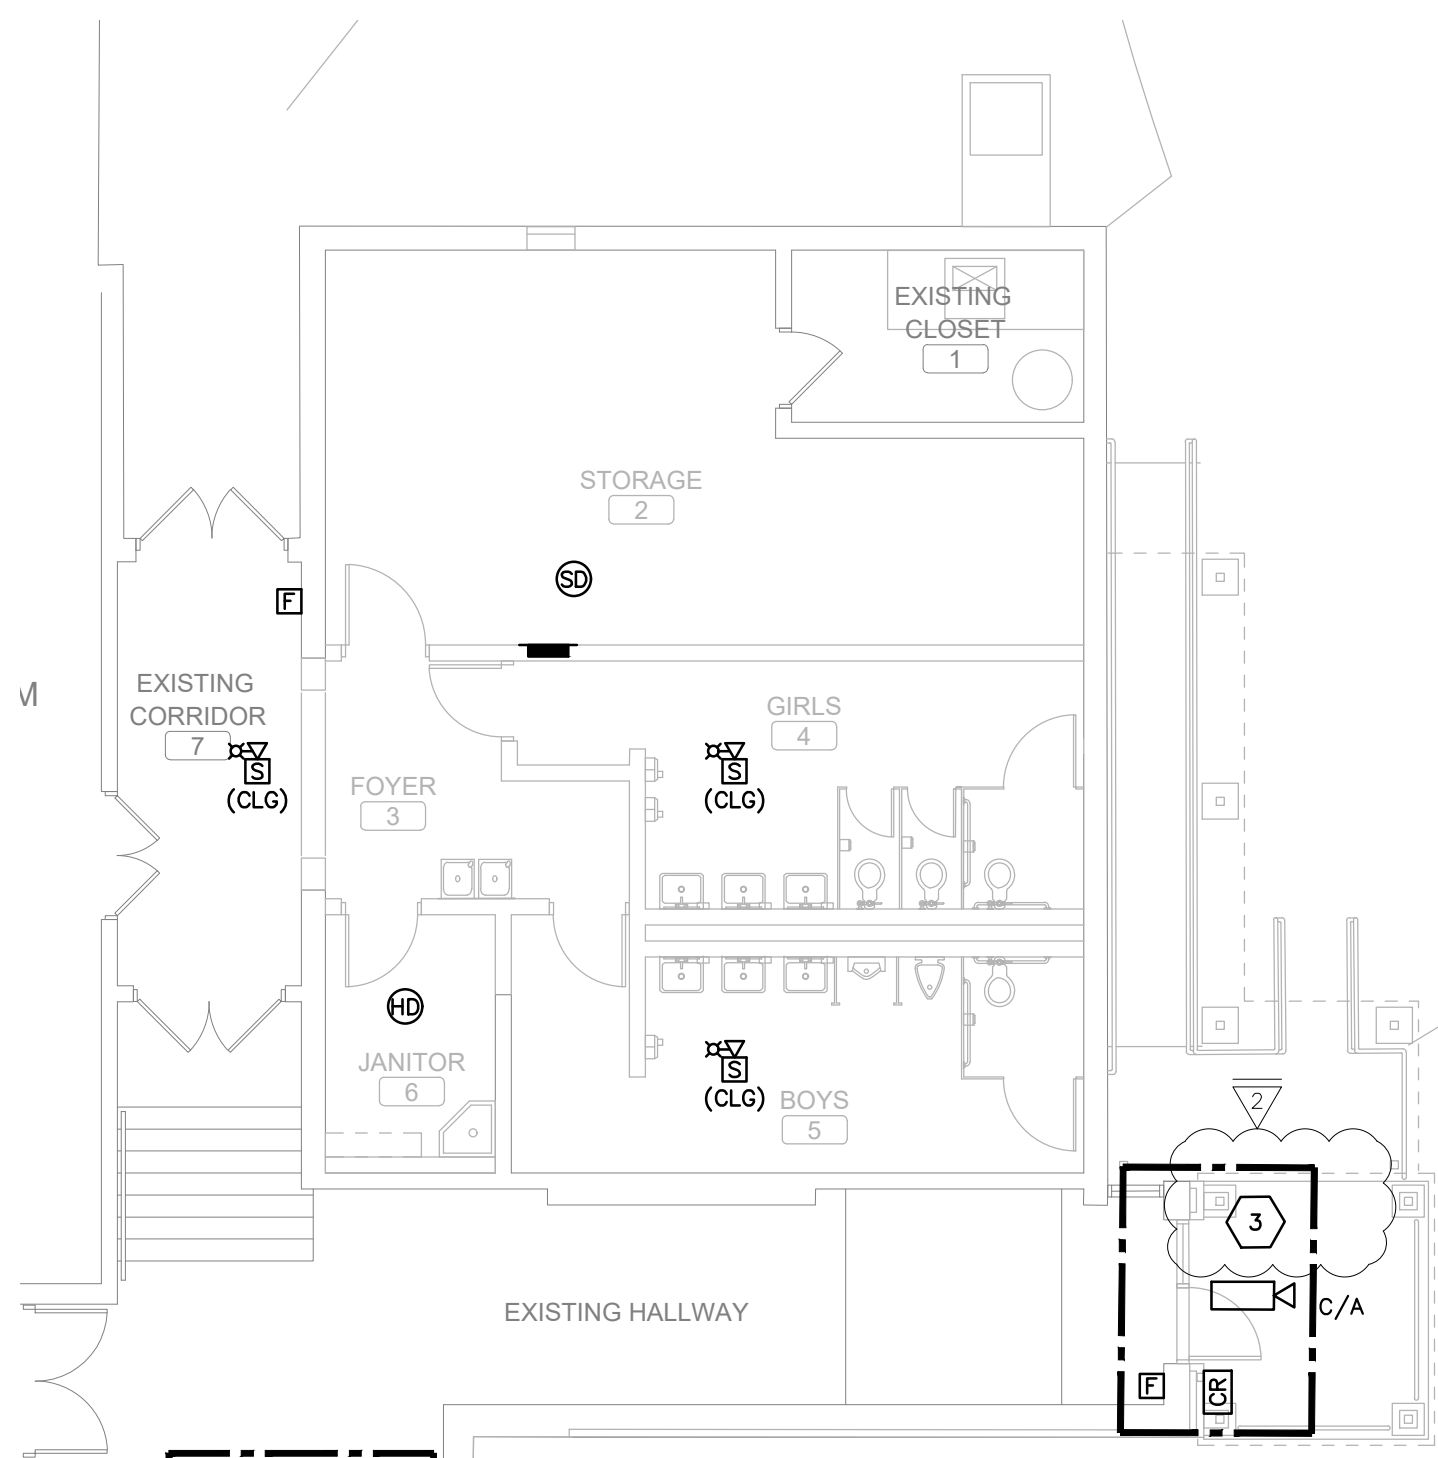 EXISTING
CLOSET
1
STORAGE
2
SD
F
M
EXISTING
CORRIDOR
7
S
(CLG)
GIRLS
4
S
(CLG)
FOYER
3
HD
JANITOR
6
S
(CLG)
BOYS
5
2
3
EXISTING HALLWAY
C/A
F
CR